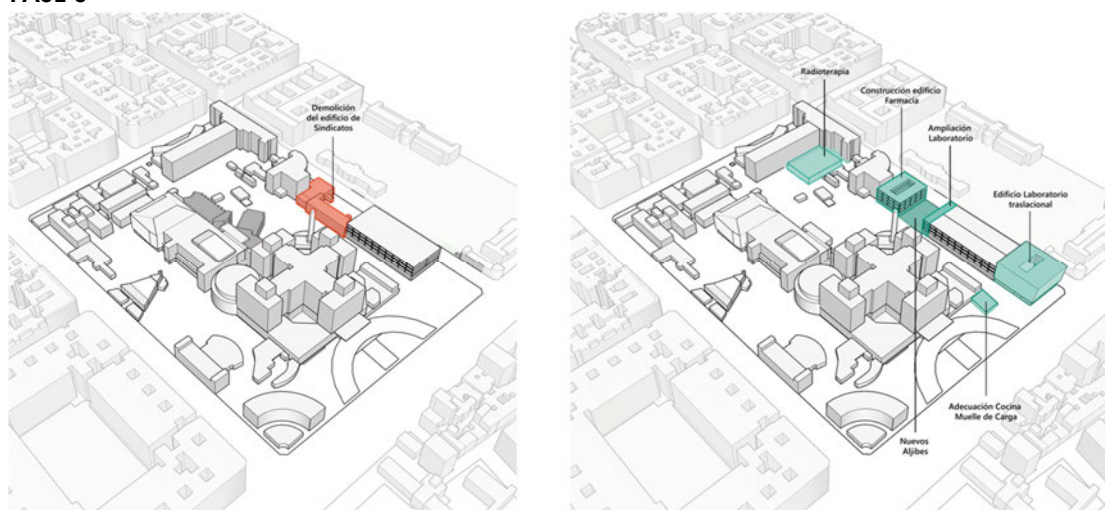 Demolición
del edificio de
Sindicatos
Radioterapia
Construcción edificio
Farmacia
Ampliación
Laboratorio
Edificio Laboratorio
traslacional
Adecuación Cocina
Muelle de Carga
Nuevos
Aljibes